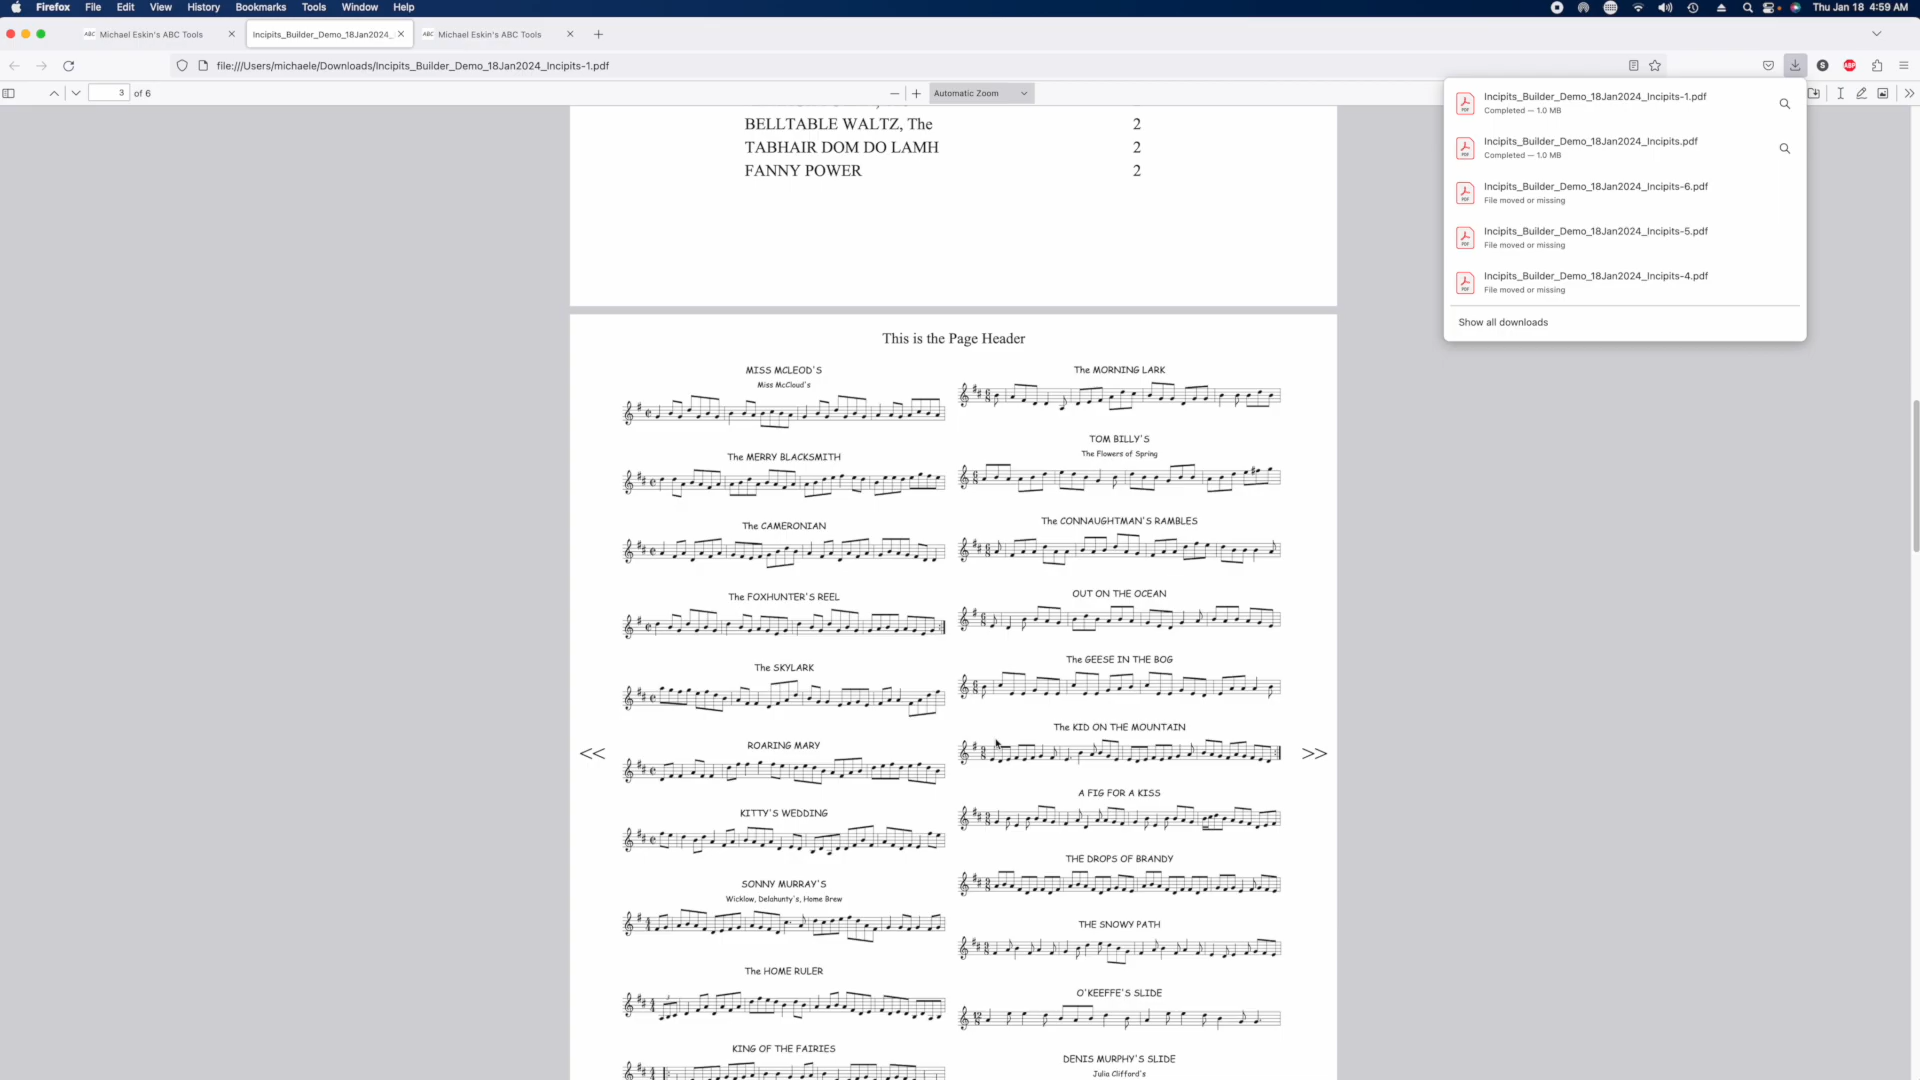 Firefox File Edit View History Bookmarks Tools Window Help
Thu Jan 18 4:59 AM
ABC Michael Eskin's ABC Tools
Incipits_Builder_Demo_18Jan2024_
ABC Michael Eskin's ABC Tools
file:///Users/michaele/Downloads/Incipits_Builder_Demo_18Jan2024_Incipits-1.pdf
S
ABP
3 of 6
Automatic Zoom
Incipits_Builder_Demo_18Jan2024_Incipits-1.pdf
Completed — 1.0 MB
Incipits_Builder_Demo_18Jan2024_Incipits.pdf
Completed — 1.0 MB
Incipits_Builder_Demo_18Jan2024_Incipits-6.pdf
File moved or missing
Incipits_Builder_Demo_18Jan2024_Incipits-5.pdf
File moved or missing
Incipits_Builder_Demo_18Jan2024_Incipits-4.pdf
File moved or missing
Show all downloads
BELLTABLE WALTZ, The 2
TABHAIR DOM DO LAMH 2
FANNY POWER 2
This is the Page Header
MISS MCLEOD'S
Miss McCloud's
The MERRY BLACKSMITH
The CAMERONIAN
The FOXHUNTER'S REEL
The SKYLARK
ROARING MARY
<<
KITTY'S WEDDING
SONNY MURRAY'S
Wicklow, Delahunty's, Home Brew
The HOME RULER
KING OF THE FAIRIES
The MORNING LARK
TOM BILLY'S
The Flowers of Spring
The CONNAUGHTMAN'S RAMBLES
OUT ON THE OCEAN
The GEESE IN THE BOG
The KID ON THE MOUNTAIN
>>
A FIG FOR A KISS
THE DROPS OF BRANDY
THE SNOWY PATH
O'KEEFFE'S SLIDE
DENIS MURPHY'S SLIDE
Julia Clifford's